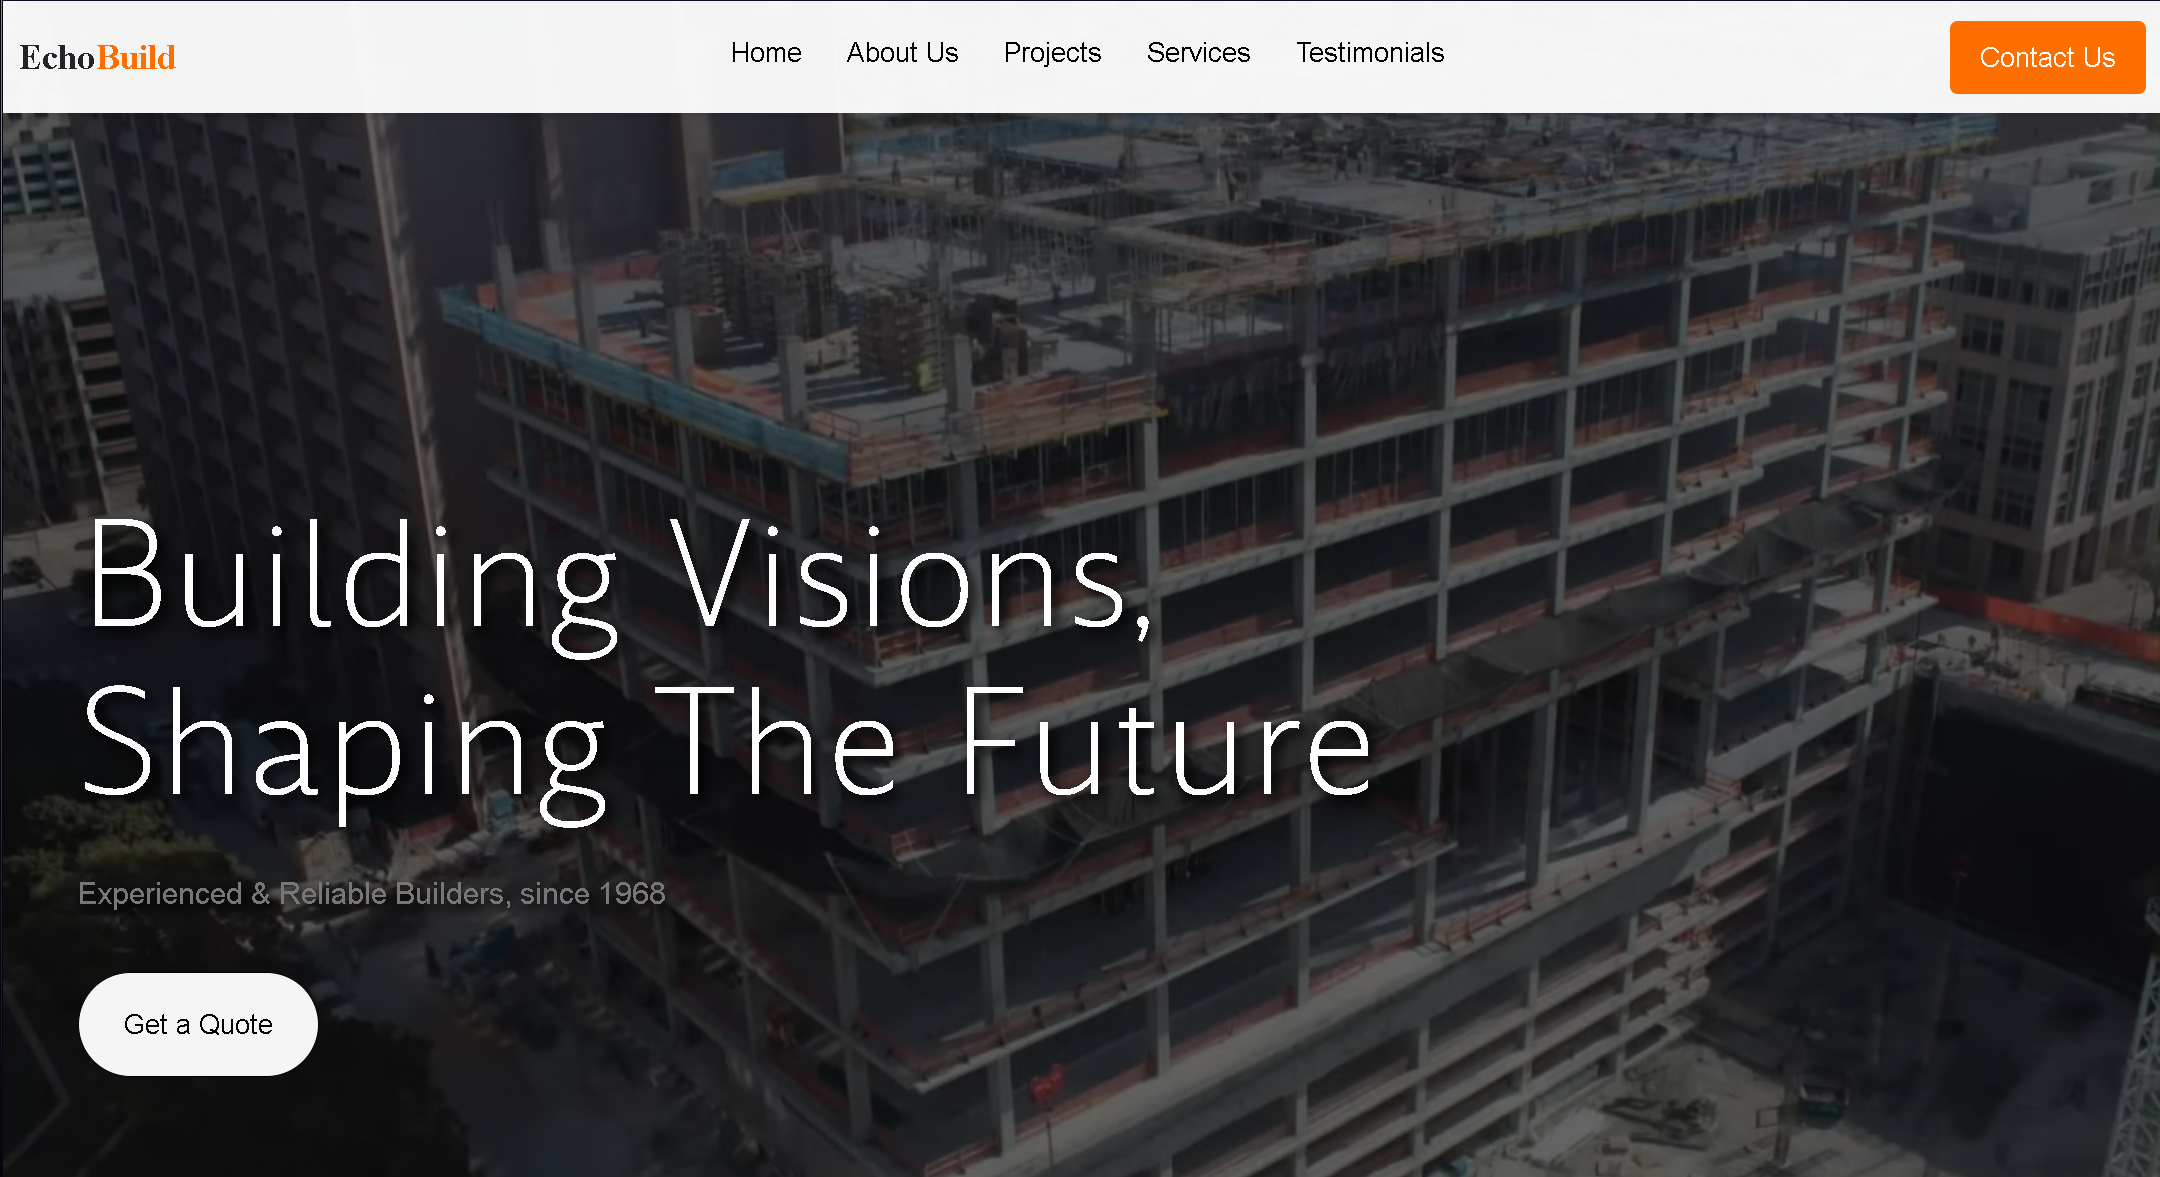 EchoBuild
Home About Us Projects Services Testimonials
Contact Us
Building Visions,
Shaping The Future
Experienced & Reliable Builders, since 1968
Get a Quote